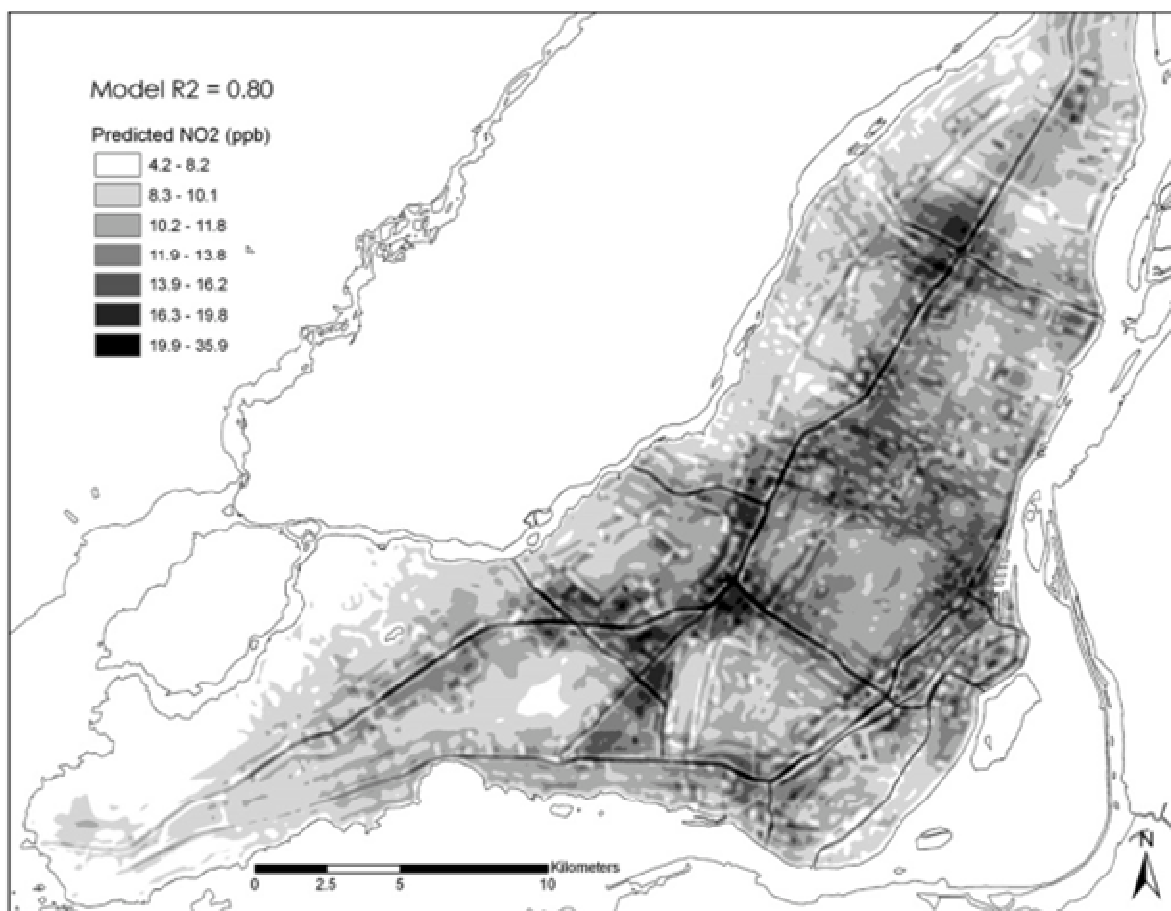 Model R2 = 0.80
Predicted NO2 (ppb)
4.2 - 8.2
8.3 - 10.1
10.2 - 11.8
11.9 - 13.8
13.9 - 16.2
16.3 - 19.8
19.9 - 35.9
Kilometers
0 2.5 5 10
N